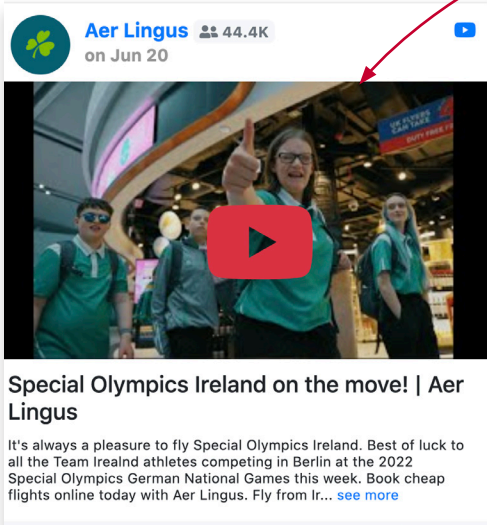 Aer Lingus 44.4K
on Jun 20
UK FLYERS
CAN TAKE
DUTY FREE
Special Olympics Ireland on the move! | Aer
Lingus
It's always a pleasure to fly Special Olympics Ireland. Best of luck to
all the Team Irealnd athletes competing in Berlin at the 2022
Special Olympics German National Games this week. Book cheap
flights online today with Aer Lingus. Fly from Ir... see more